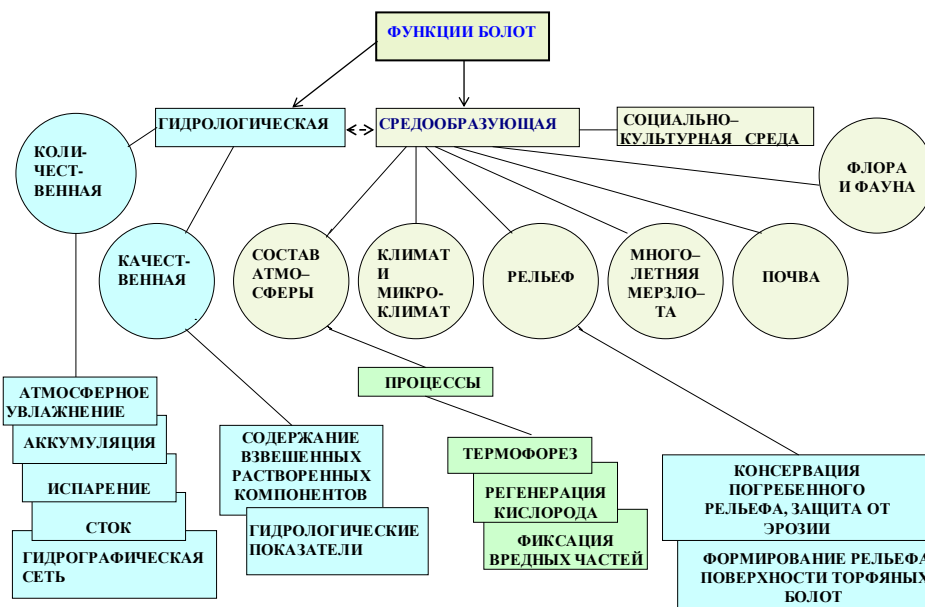 ФУНКЦИИ БОЛОТ
ГИДРОЛОГИЧЕСКАЯ
СРЕДООБРАЗУЮЩАЯ
СОЦИАЛЬНО–
КУЛЬТУРНАЯ СРЕДА
КОЛИ-
ЧЕСТ-
ВЕННАЯ
ФЛОРА
И ФАУНА
КАЧЕСТ-
ВЕННАЯ
СОСТАВ
АТМО–
СФЕРЫ
КЛИМАТ
И
МИКРО-
КЛИМАТ
РЕЛЬЕФ
МНОГО–
ЛЕТНЯЯ
МЕРЗЛО–
ТА
ПОЧВА
ПРОЦЕССЫ
АТМОСФЕРНОЕ
УВЛАЖНЕНИЕ
АККУМУЛЯЦИЯ
ИСПАРЕНИЕ
СТОК
ГИДРОГРАФИЧЕСКАЯ
СЕТЬ
СОДЕРЖАНИЕ
ВЗВЕШЕННЫХ
РАСТВОРЕННЫХ
КОМПОНЕНТОВ
ГИДРОЛОГИЧЕСКИЕ
ПОКАЗАТЕЛИ
ТЕРМОФОРЕЗ
РЕГЕНЕРАЦИЯ
КИСЛОРОДА
ФИКСАЦИЯ
ВРЕДНЫХ ЧАСТЕЙ
КОНСЕРВАЦИЯ
ПОГРЕБЕННОГО
РЕЛЬЕФА, ЗАЩИТА ОТ
ЭРОЗИИ
ФОРМИРОВАНИЕ РЕЛЬЕФА
ПОВЕРХНОСТИ ТОРФЯНЫХ
БОЛОТ